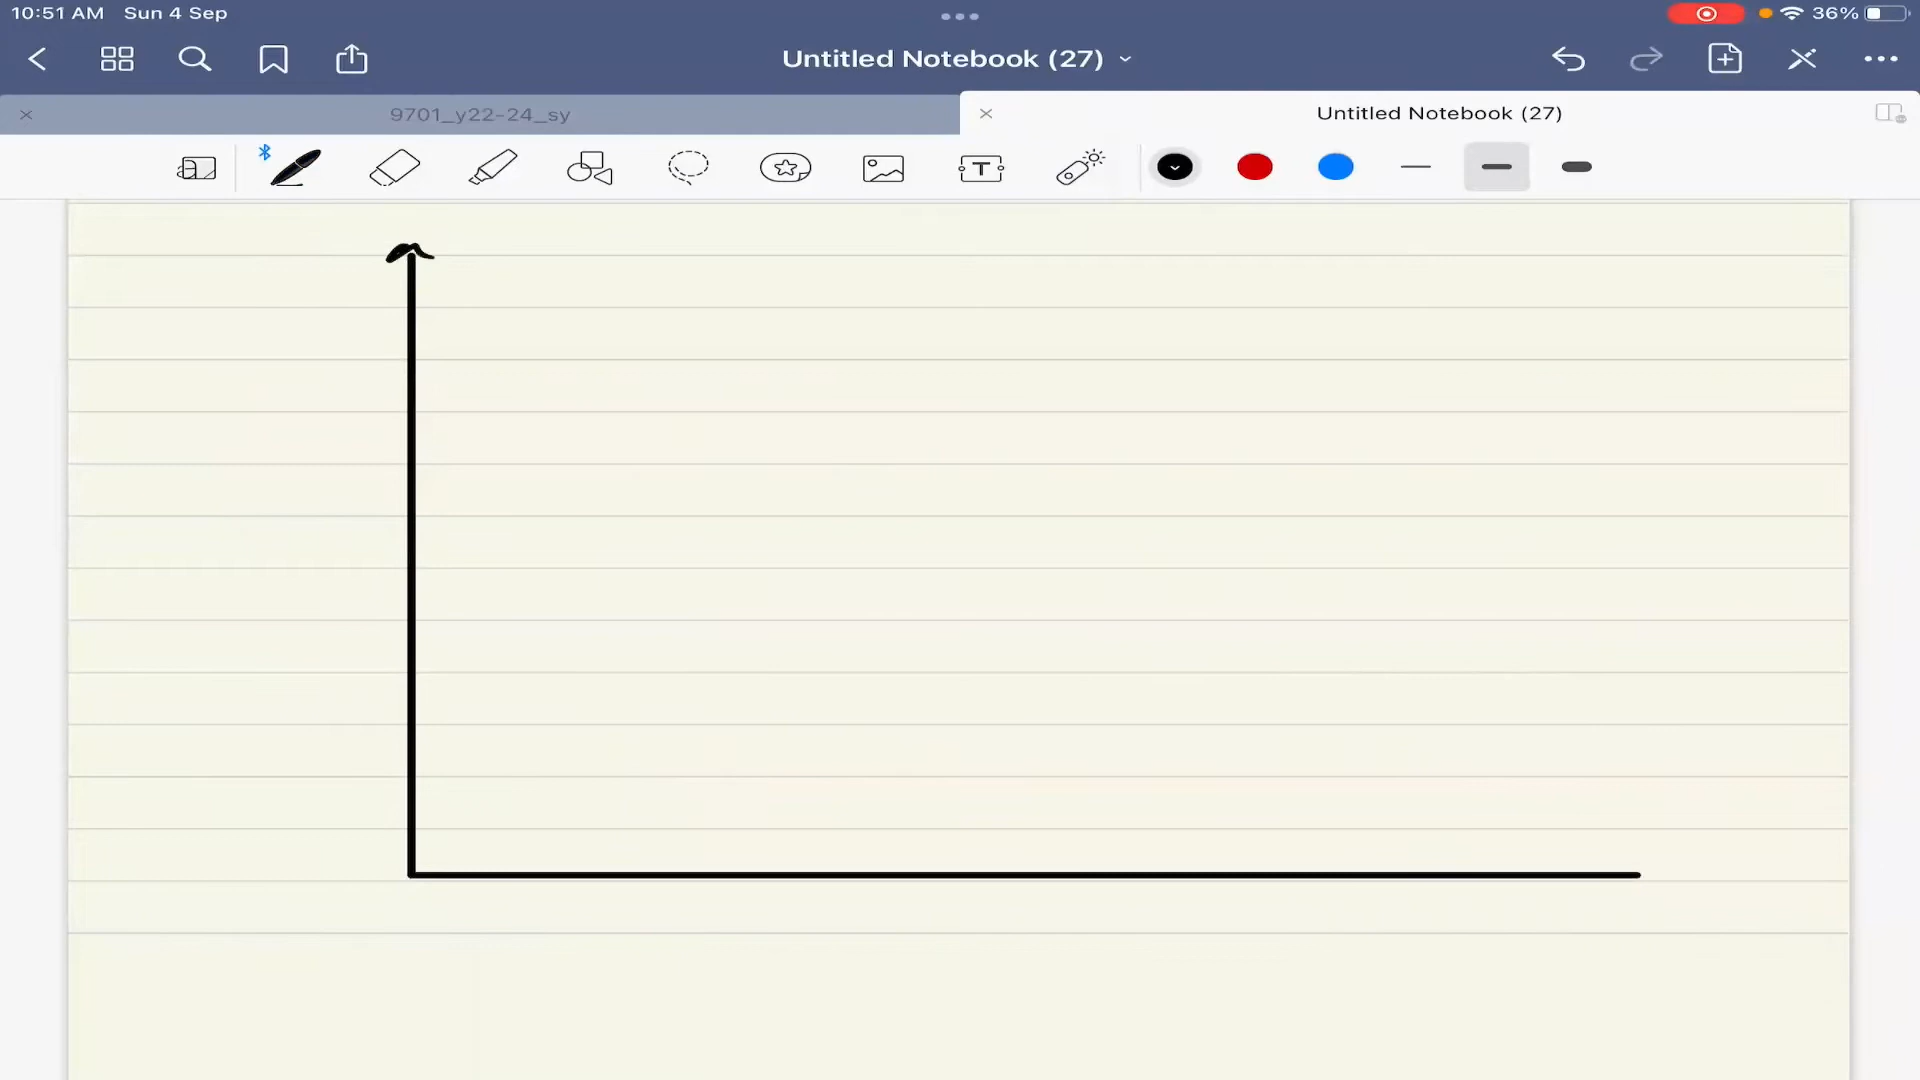 10:51 AM Sun 4 Sep
36%
Untitled Notebook (27)
9701_y22-24_sy
Untitled Notebook (27)